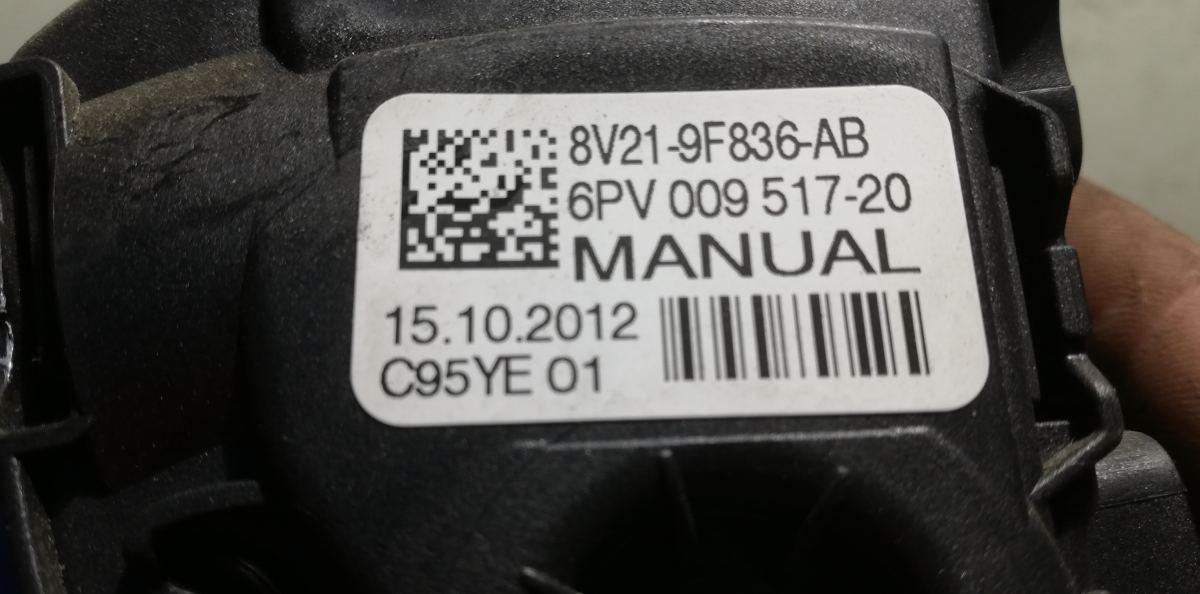 8V21-9F836-AB
6PV 009 517-20
MANUAL
15.10.2012
C95YE 01